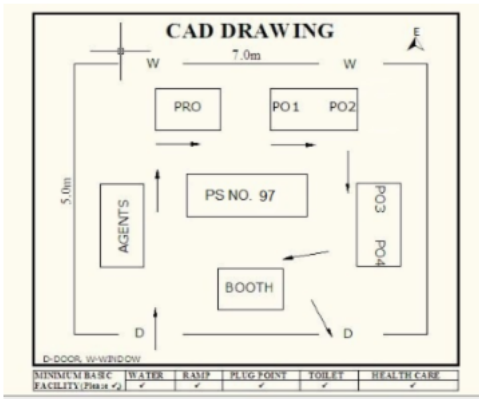 CAD DRAWING
E
7.0m
W
W
PRO
PO1 PO2
5.0m
AGENTS
PS NO. 97
PO3 PO4
BOOTH
D
D
D-DOOR, W-WINDOW
MINIMUM BASIC FACILITY(Please ✓) WATER RAMP PLUG POINT TOILET HEALTH CARE
✓ ✓ ✓ ✓ ✓